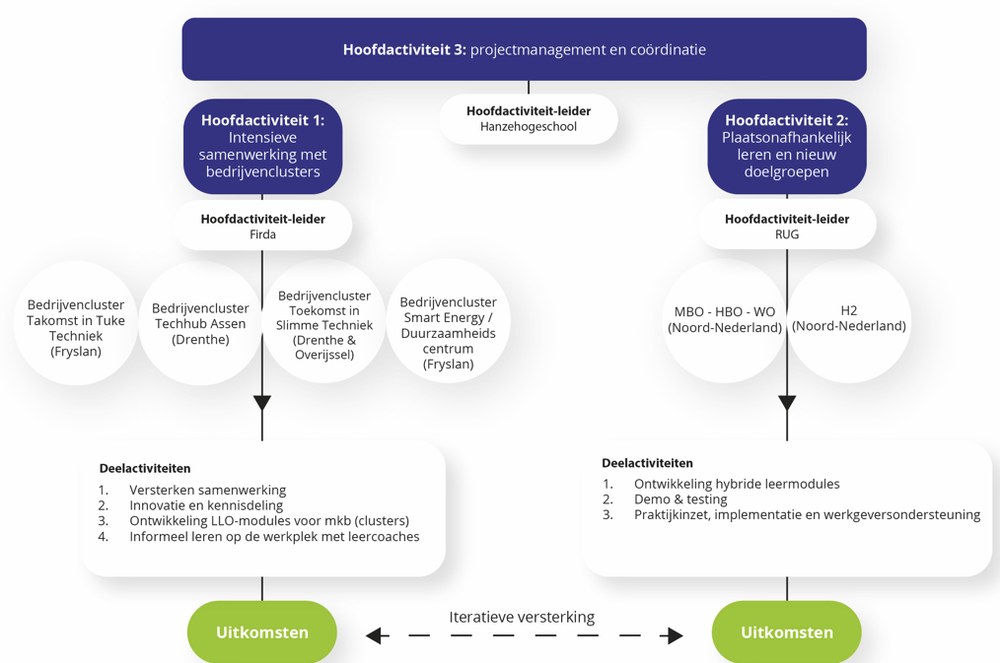 Hoofdactiviteit 3: projectmanagement en coördinatie
Hoofdactiviteit-leider
Hanzehogeschool
Hoofdactiviteit 1:
Intensieve
samenwerking met
bedrijvenclusters
Hoofdactiviteit-leider
Firda
Bedrijvencluster
Takomst in Tuke
Techniek
(Fryslan)
Bedrijvencluster
Techhub Assen
(Drenthe)
Bedrijvencluster
Toekomst in
Slimme Techniek
(Drenthe &
Overijssel)
Bedrijvencluster
Smart Energy /
Duurzaamheids
centrum
(Fryslan)
Deelactiviteiten
1. Versterken samenwerking
2. Innovatie en kennisdeling
3. Ontwikkeling LLO-modules voor mkb (clusters)
4. Informeel leren op de werkplek met leercoaches
Uitkomsten
Hoofdactiviteit 2:
Plaatsonafhankelijk
leren en nieuw
doelgroepen
Hoofdactiviteit-leider
RUG
MBO - HBO - WO
(Noord-Nederland)
H2
(Noord-Nederland)
Deelactiviteiten
1. Ontwikkeling hybride leermodules
2. Demo & testing
3. Praktijkinzet, implementatie en werkgeversondersteuning
Uitkomsten
Iteratieve versterking